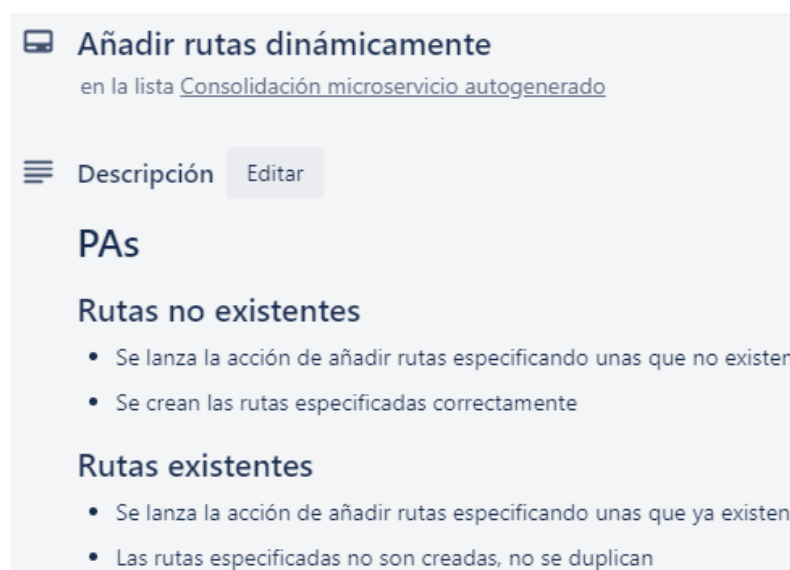 Añadir rutas dinámicamente
en la lista Consolidación microservicio autogenerado
Descripción Editar
PAs
Rutas no existentes
Se lanza la acción de añadir rutas especificando unas que no existen
Se crean las rutas especificadas correctamente
Rutas existentes
Se lanza la acción de añadir rutas especificando unas que ya existen
Las rutas especificadas no son creadas, no se duplican